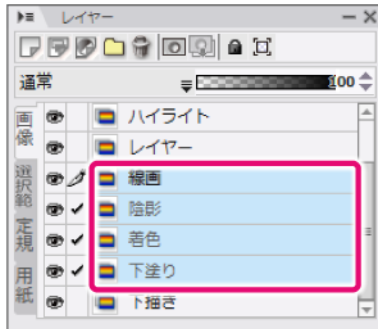 レイヤー
通常 100
画像
選択範
定規
用紙
ハイライト
レイヤー
線画
陰影
着色
下塗り
下描き